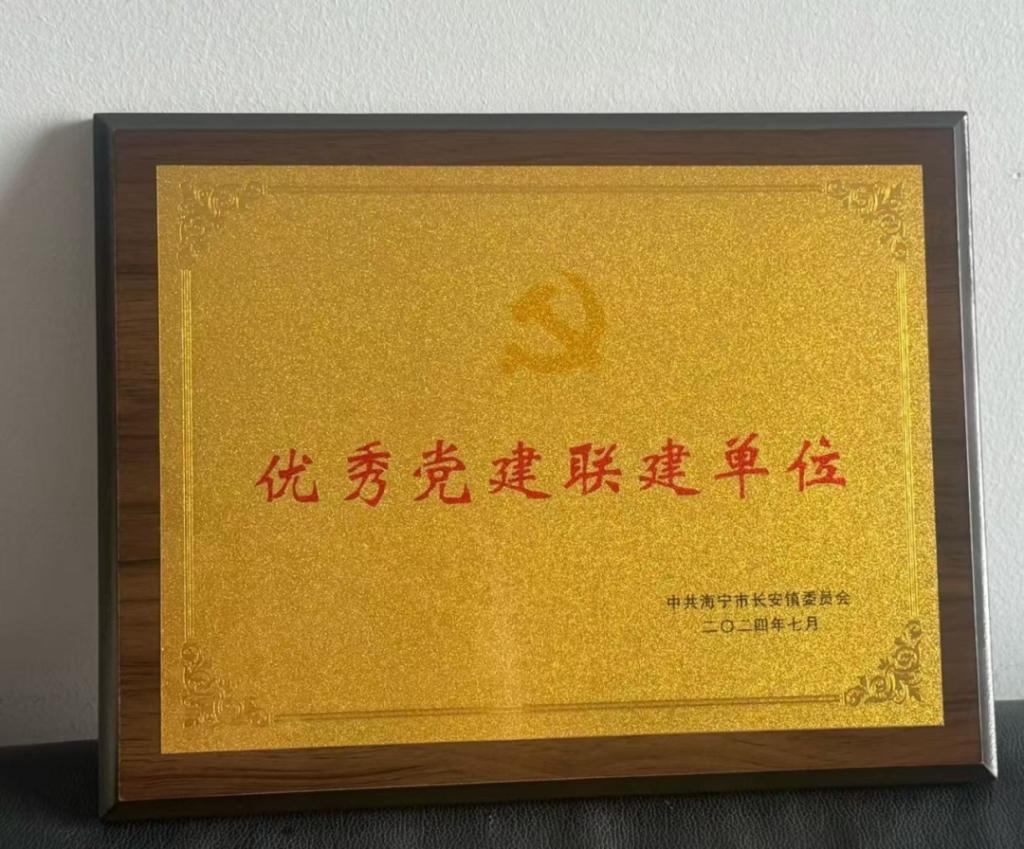 优秀党建联建单位
中共海宁市长安镇委员会
二〇二四年七月